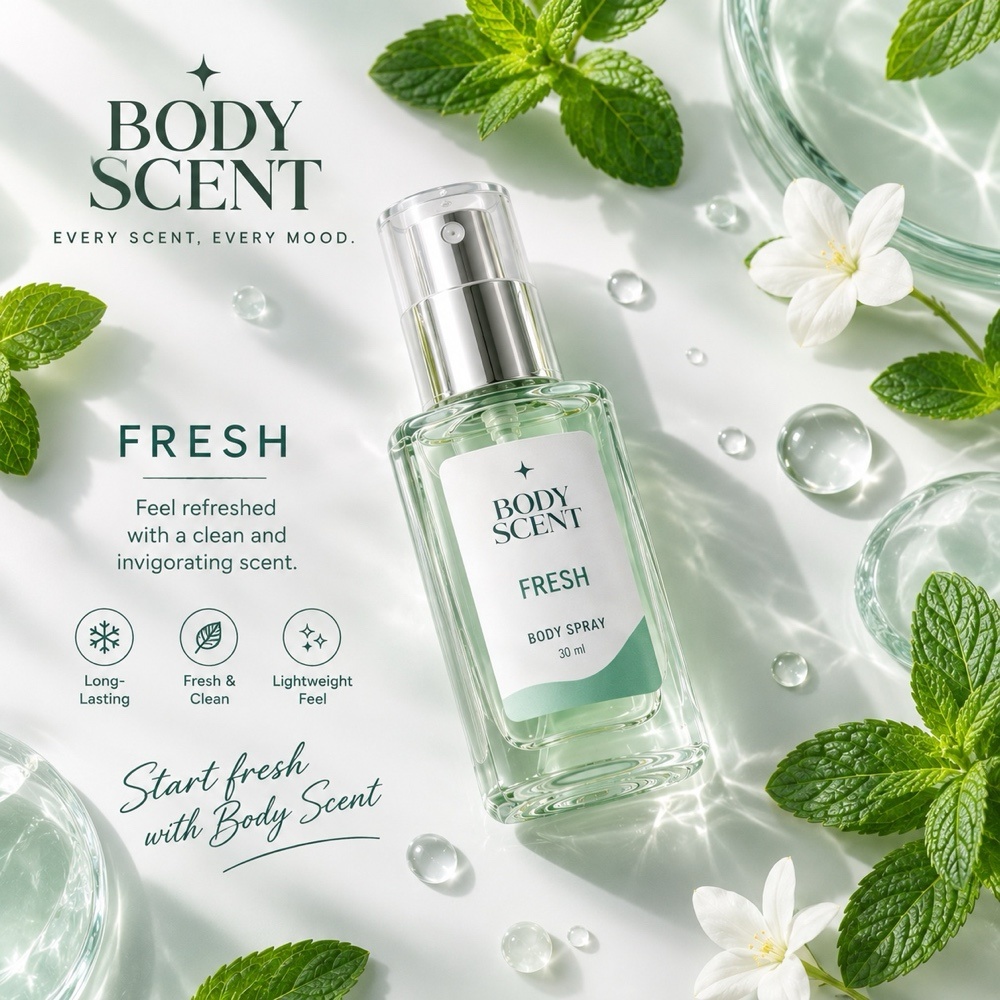 BODY
SCENT
EVERY SCENT, EVERY MOOD.
FRESH
Feel refreshed
with a clean and
invigorating scent.
Long-
Lasting
Fresh &
Clean
Lightweight
Feel
Start fresh
with Body Scent
BODY
SCENT
FRESH
BODY SPRAY
30 ml